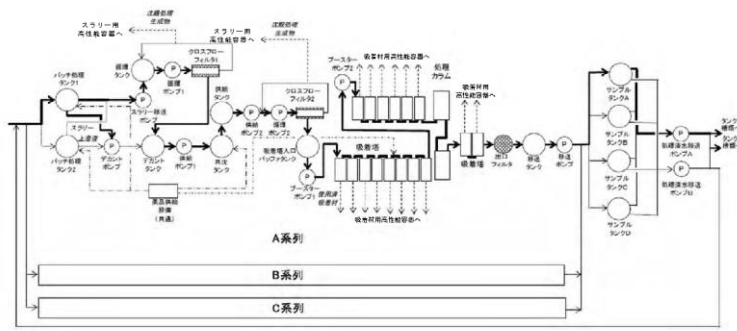 沈殿処理
生成物
スラリー用
高性能容器へ
スラリー用
高性能容器へ
沈殿処理
生成物
循環
タンク
P
循環
ポンプ1
クロスフロー
フィルタ1
バッチ処理
タンク1
P
スラリー移送
ポンプ
スラリー
上澄液
バッチ処理
タンク2
P
デカント
ポンプ
デカント
タンク
P
供給
ポンプ1
共沈
タンク
供給
タンク
P
供給
ポンプ2
P
循環
ポンプ2
クロスフロー
フィルタ2
吸着塔入口
バッファタンク
P
ブースター
ポンプ1
薬品供給
設備
(共通)
ブースター
ポンプ2
P
吸着材用高性能容器へ
処理
カラム
吸着塔
使用済
吸着材
吸着材用高性能容器へ
吸着材用
高性能容器へ
吸着塔
出口
フィルタ
移送
タンク
P
移送
ポンプ
サンプル
タンクA
サンプル
タンクB
サンプル
タンクC
サンプル
タンクD
P
処理済水移送
ポンプA
P
処理済水移送
ポンプB
タンク
タンク
A系列
B系列
C系列